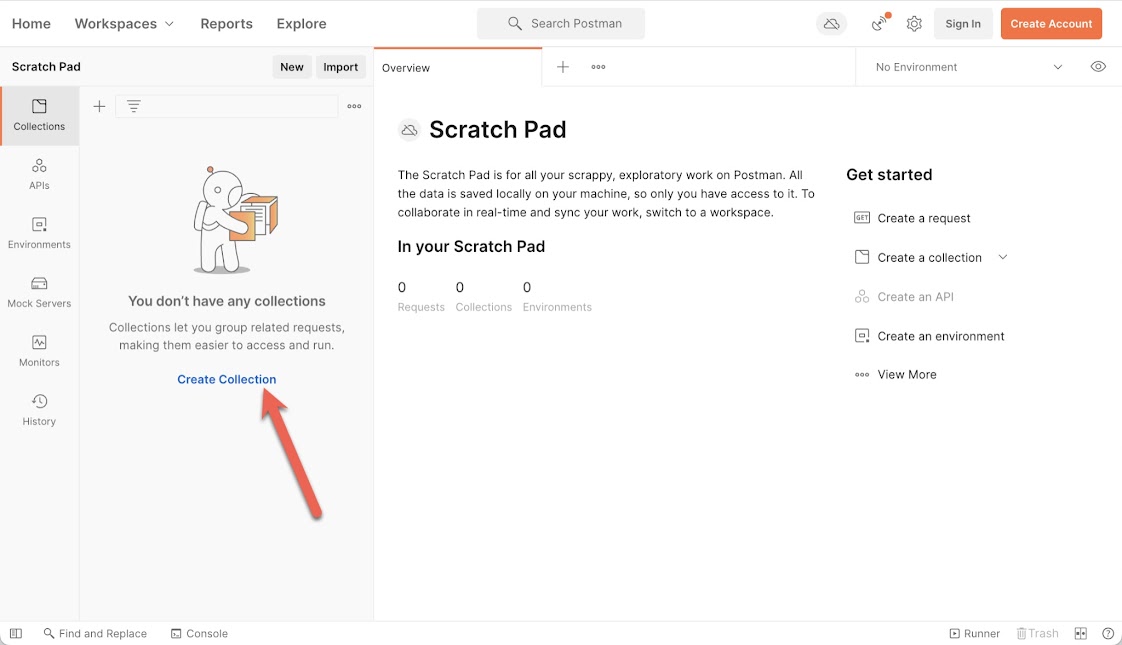 Home Workspaces Reports Explore Search Postman Sign In Create Account
Scratch Pad New Import Overview No Environment
Collections
APIs
Environments
Mock Servers
Monitors
History
You don't have any collections
Collections let you group related requests,
making them easier to access and run.
Create Collection
Scratch Pad
The Scratch Pad is for all your scrappy, exploratory work on Postman. All
the data is saved locally on your machine, so only you have access to it. To
collaborate in real-time and sync your work, switch to a workspace.
In your Scratch Pad
0 0 0
Requests Collections Environments
Get started
GET Create a request
Create a collection
Create an API
Create an environment
View More
Find and Replace Console Runner Trash